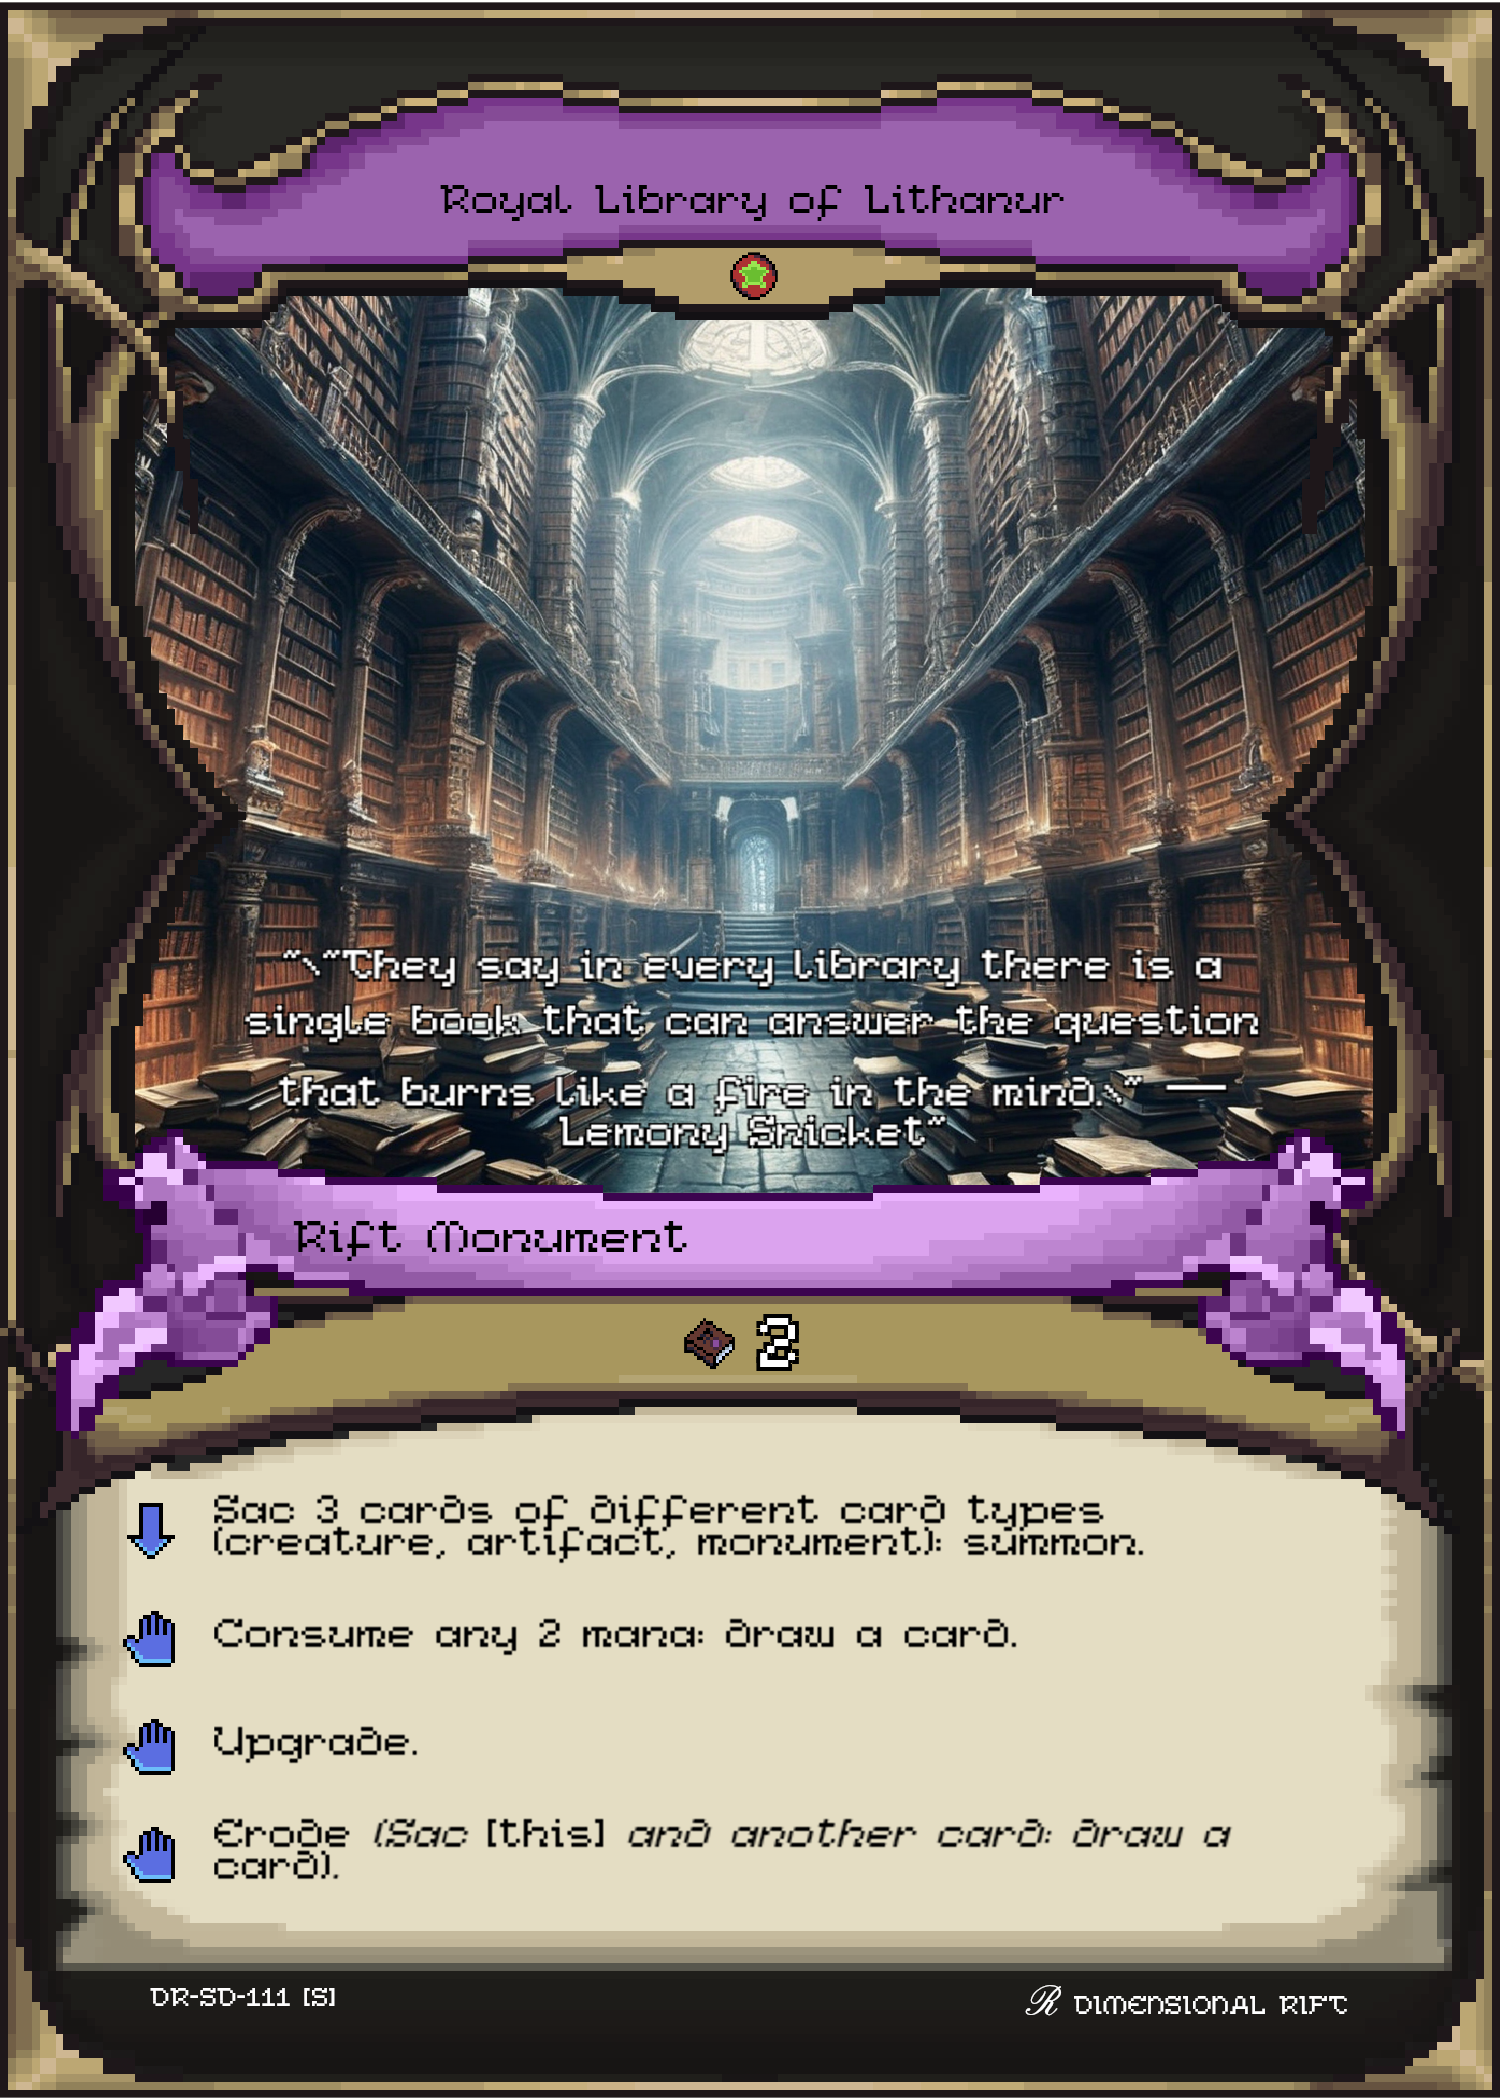 Royal Library of Lithanur
"\"They say in every library there is a
single book that can answer the question
that burns like a fire in the mind.\" —
Lemony Snicket"
Rift Monument
2
Sac 3 cards of different card types
(creature, artifact, monument): summon.
Consume any 2 mana: draw a card.
Upgrade.
Erode (Sac [this] and another card: draw a
card).
DR-SD-111 [S]
ℛ DIMENSIONAL RIFT